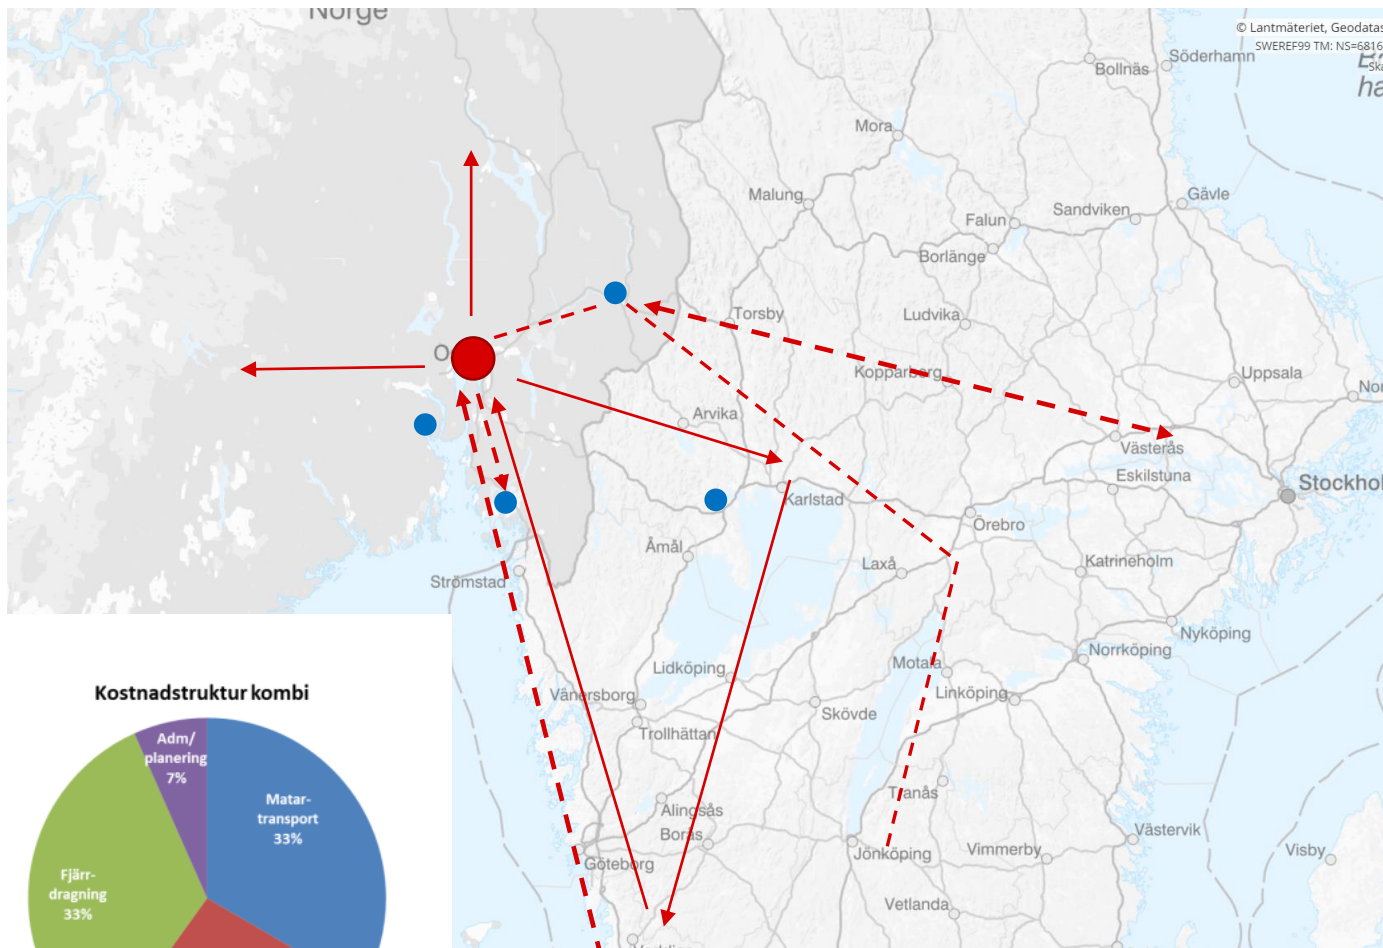 Norge
© Lantmäteriet, Geodatas
SWEREF99 TM: NS=6816
Söderhamn
Bollnäs
ha
Mora
Malung
Gävle
Sandviken
Falun
Borlänge
Torsby
Ludvika
O
Kopparberg
Uppsala
Nor
Arvika
Västerås
Eskilstuna
Stockhol
Karlstad
Örebro
Åmål
Laxå
Katrineholm
Strömstad
Nyköping
Norrköping
Motala
Lidköping
Linköping
Kostnadstruktur kombi
Vänersborg
Skövde
Trollhättan
Adm/
planering
7%
Matar-
transport
33%
Tranås
Alingsås
Borås
Västervik
Göteborg
Jönköping
Vimmerby
Visby
Fjärr-
dragning
33%
Vetlanda